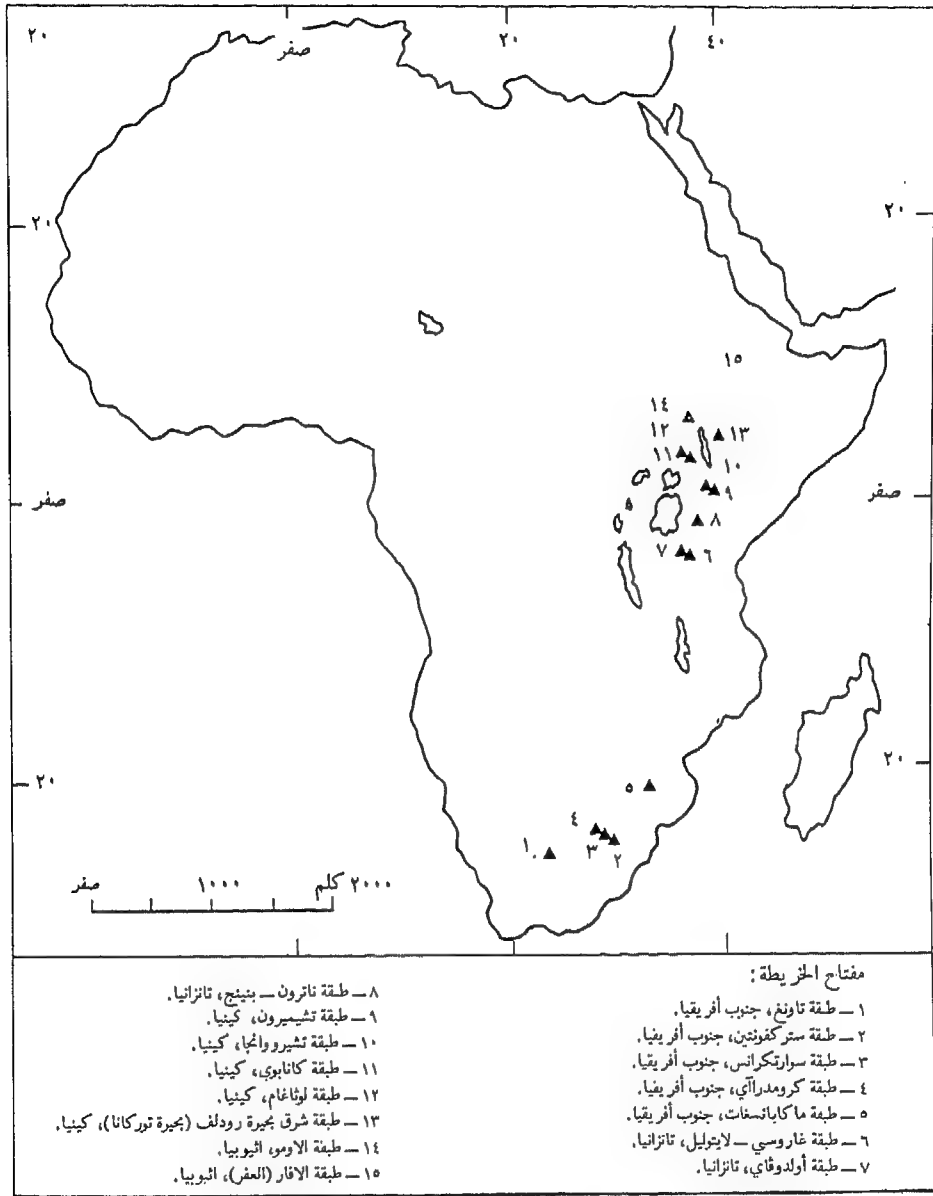 ٢٠
صفر
٢٠
٤٠
٢٠
٢٠
١٥
١٤
١٣
١٢
١١
١٠
صفر
صفر
٩
٨
٧
٦
٢٠
٢٠
٥
٤
٣
٢
١
صفر ١٠٠٠ ٢٠٠٠ كلم
مفتاح الخريطة:
١ – طبقة تاونغ، جنوب أفريقيا.
٢ – طبقة ستركفونتين، جنوب أفريفيا.
٣ – طبقة سوارتكرانس، جنوب أفريقيا.
٤ – طبقة كرومدراآي، جنوب أفريفيا.
٥ – طبقة ماكابانسغات، جنوب أفريقيا.
٦ – طبقة غاروسي – لايتوليل، تانزانيا.
٧ – طبقة أولدوڤاي، تانزانيا.
٨ – طبقة ناترون – بنينج، تانزانيا.
٩ – طبقة تشيميرون، كينيا.
١٠ – طبقة تشيرووانجا، كينيا.
١١ – طبقة كانابوي، كينيا.
١٢ – طبقة لوثاغام، كينيا.
١٣ – طبقة شرق بحيرة رودلف (بحيرة توركانا)، كينيا.
١٤ – طبقة الاومو، اثيوبيا.
١٥ – طبقة الافار (العفر)، اثيوبيا.